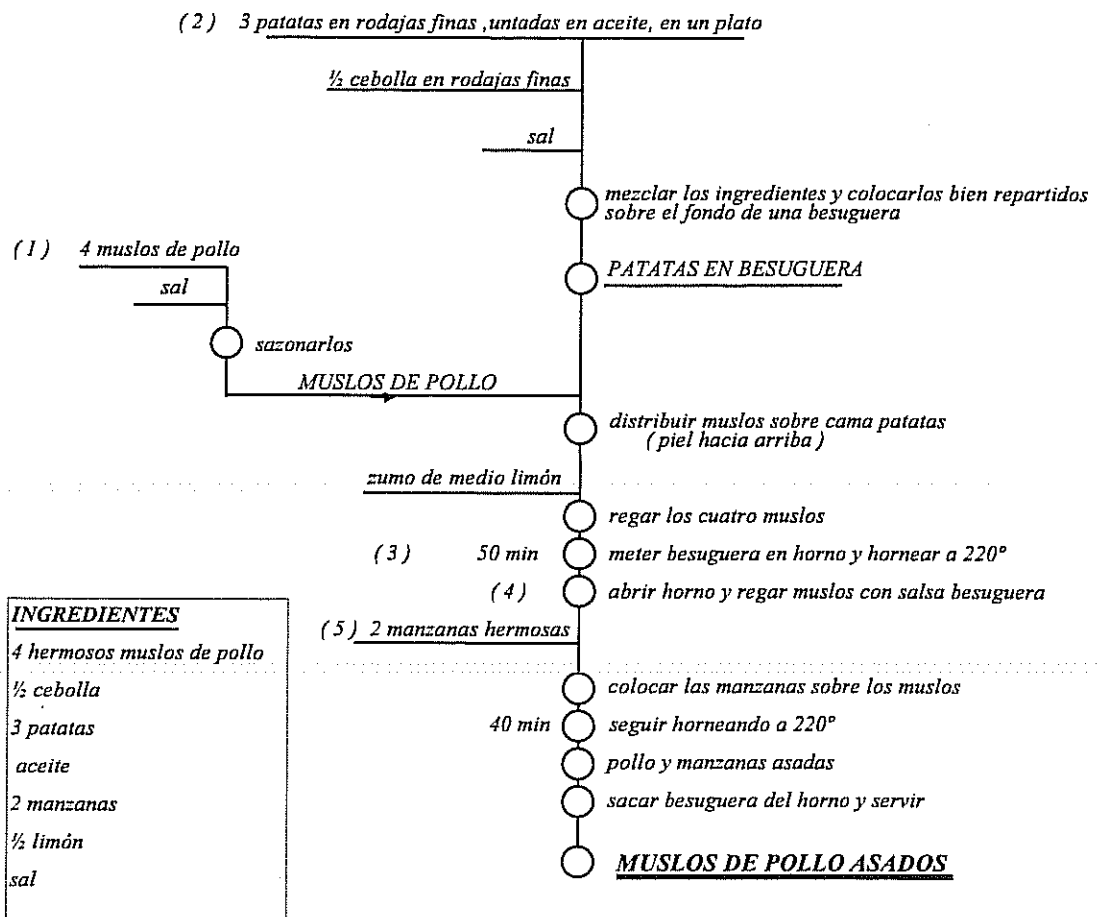 (2) 3 patatas en rodajas finas ,untadas en aceite, en un plato
½ cebolla en rodajas finas
sal
mezclar los ingredientes y colocarlos bien repartidos
sobre el fondo de una besuguera
(1) 4 muslos de pollo
PATATAS EN BESUGUERA
sal
sazonarlos
MUSLOS DE POLLO
distribuir muslos sobre cama patatas
(piel hacia arriba)
zumo de medio limón
regar los cuatro muslos
(3) 50 min meter besuguera en horno y hornear a 220º
(4) abrir horno y regar muslos con salsa besuguera
(5) 2 manzanas hermosas
colocar las manzanas sobre los muslos
40 min seguir horneando a 220º
pollo y manzanas asadas
sacar besuguera del horno y servir
MUSLOS DE POLLO ASADOS
INGREDIENTES
4 hermosos muslos de pollo
½ cebolla
3 patatas
aceite
2 manzanas
½ limón
sal